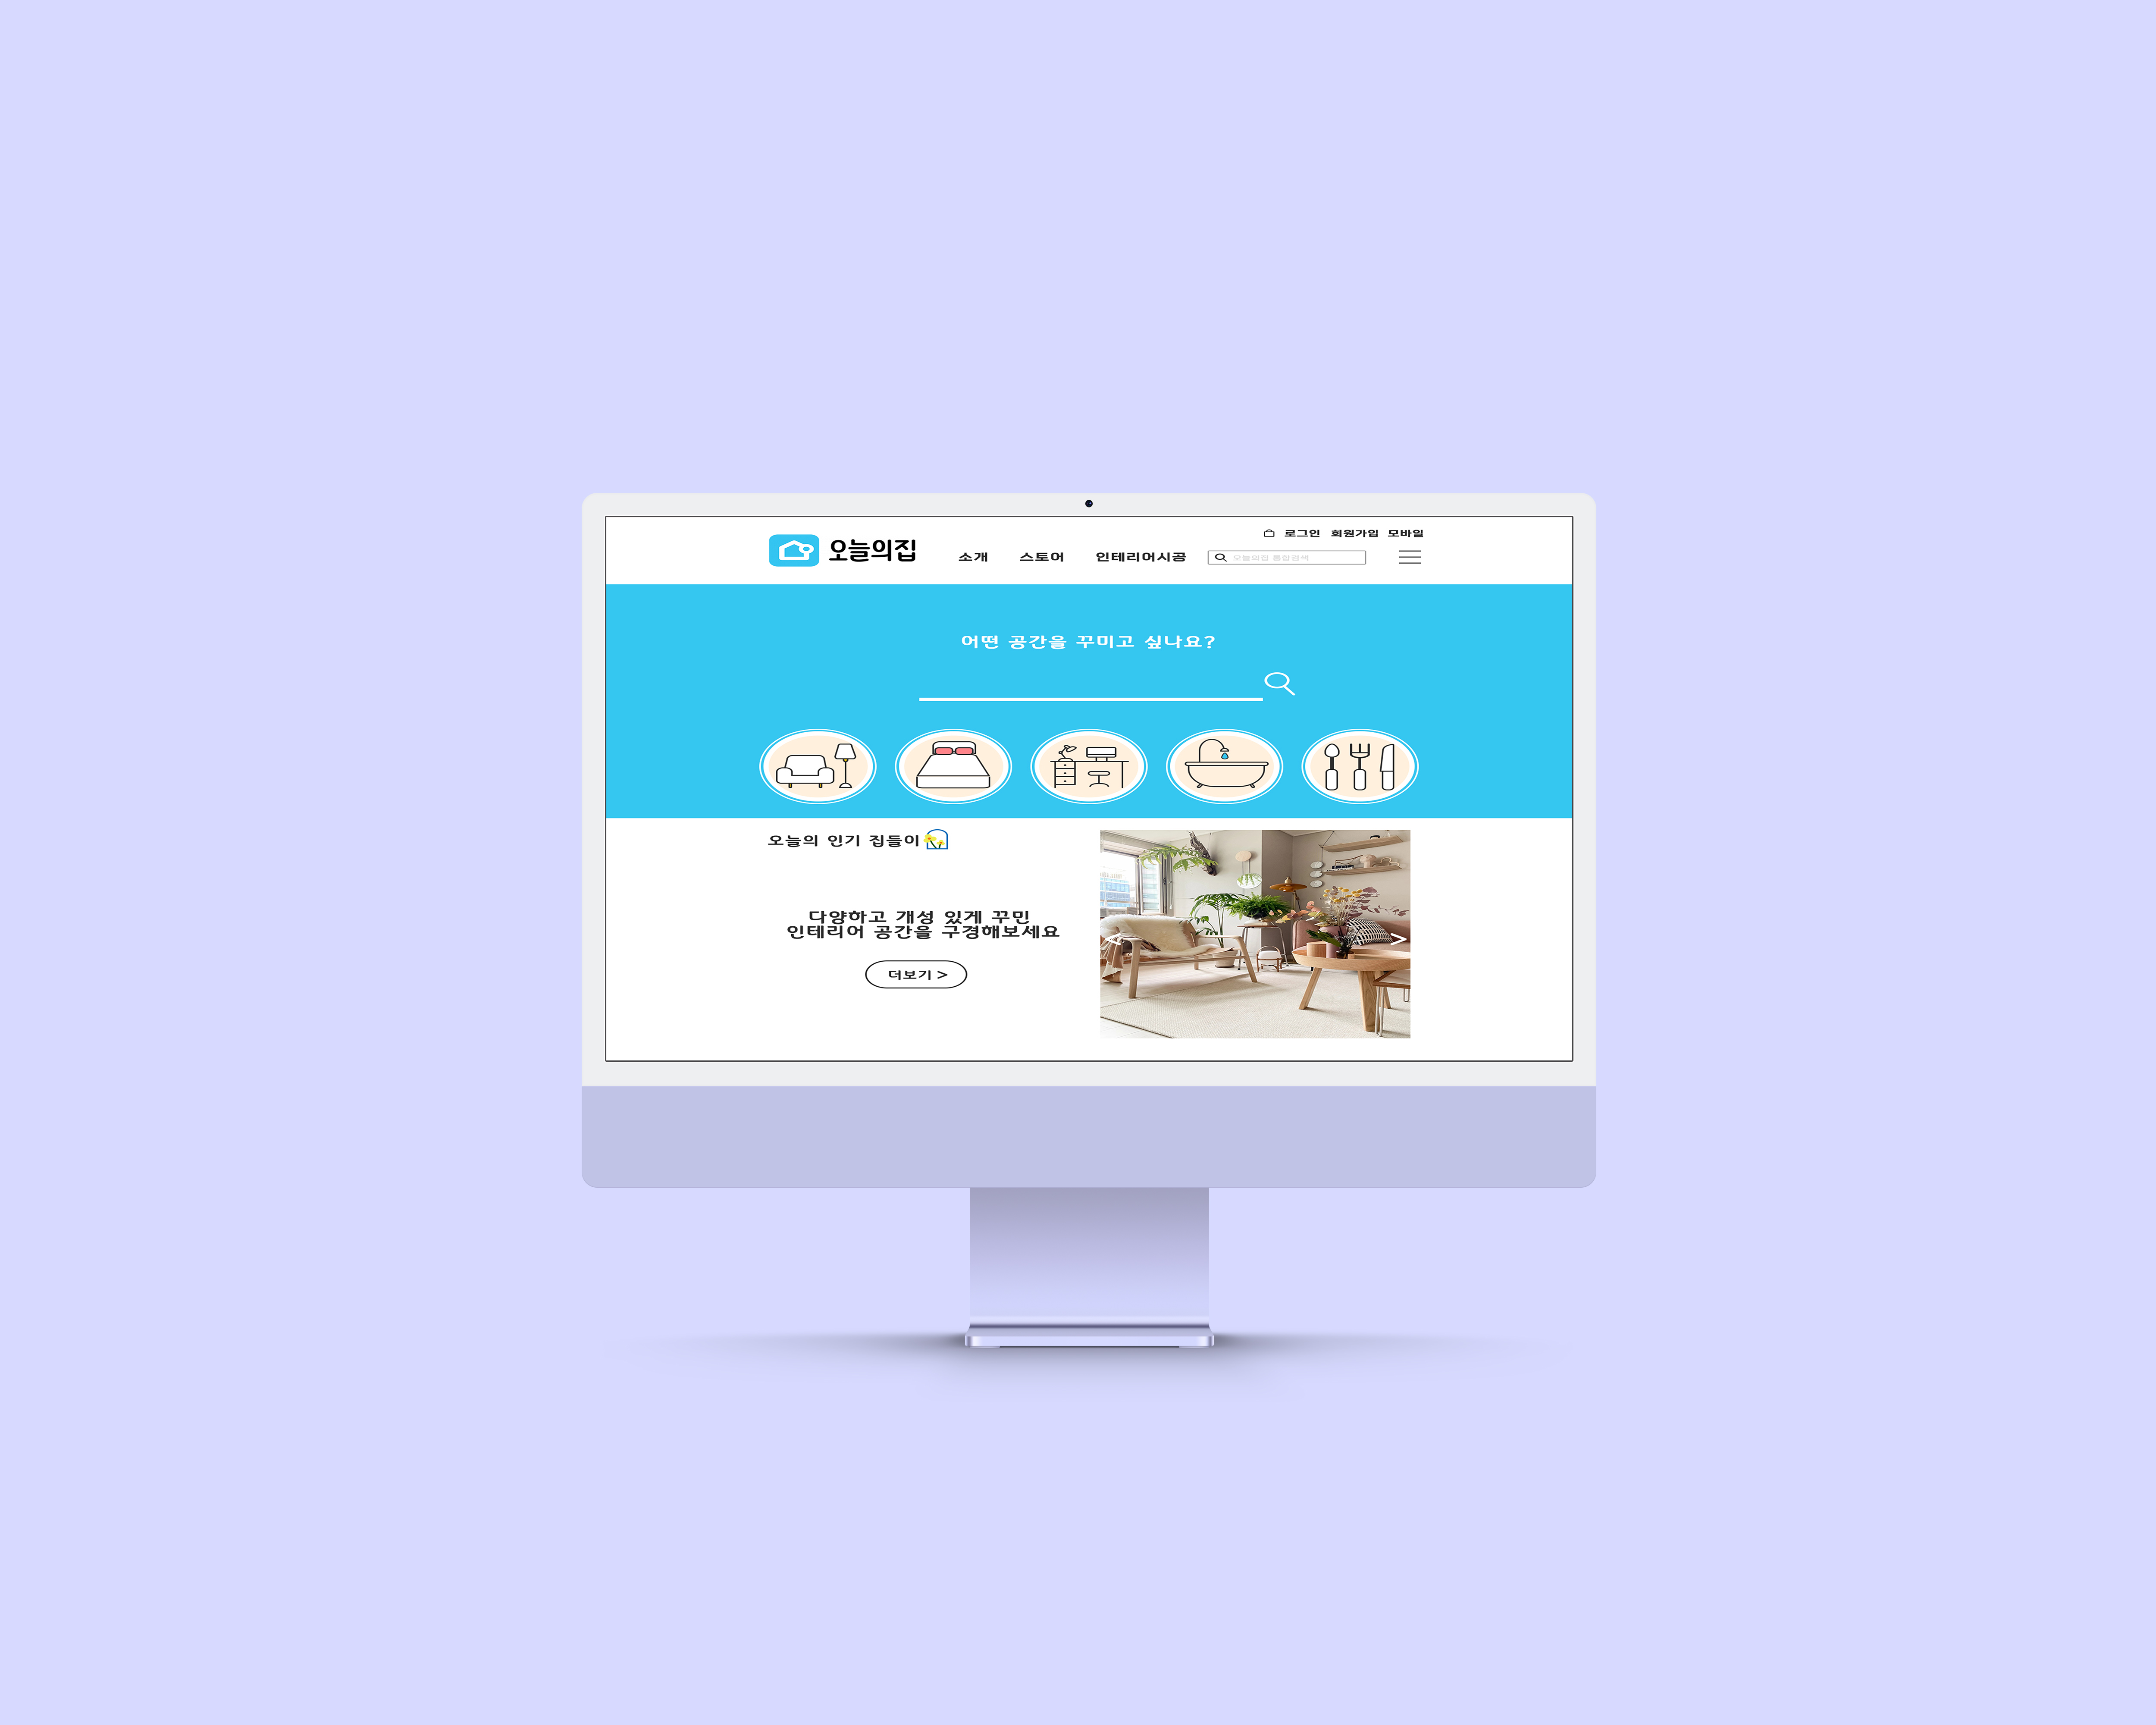 로그인 회원가입 모바일
오늘의집
소개 스토어 인테리어시공
오늘의집 통합검색
어떤 공간을 꾸미고 싶나요?
오늘의 인기 집들이
다양하고 개성 있게 꾸민
인테리어 공간을 구경해보세요
더보기 >